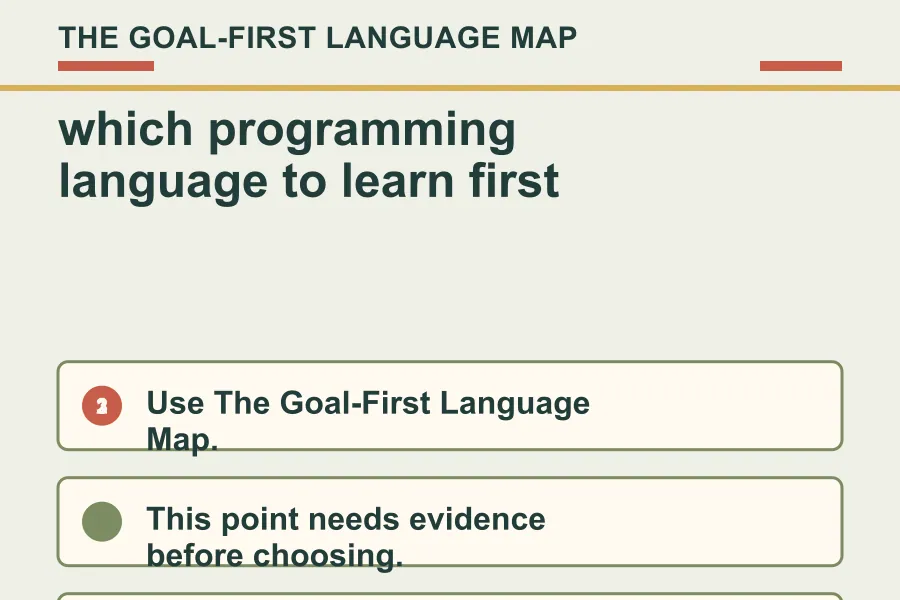 THE GOAL-FIRST LANGUAGE MAP
which programming
language to learn first
Use The Goal-First Language
Map.
This point needs evidence
before choosing.